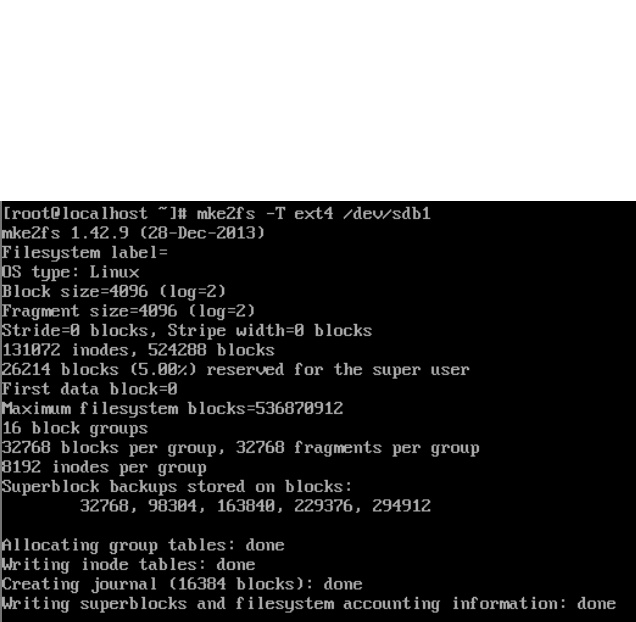 [root@localhost ~]# mke2fs -T ext4 /dev/sdb1
mke2fs 1.42.9 (28-Dec-2013)
Filesystem label=
OS type: Linux
Block size=4096 (log=2)
Fragment size=4096 (log=2)
Stride=0 blocks, Stripe width=0 blocks
131072 inodes, 524288 blocks
26214 blocks (5.00%) reserved for the super user
First data block=0
Maximum filesystem blocks=536870912
16 block groups
32768 blocks per group, 32768 fragments per group
8192 inodes per group
Superblock backups stored on blocks:
32768, 98304, 163840, 229376, 294912
Allocating group tables: done
Writing inode tables: done
Creating journal (16384 blocks): done
Writing superblocks and filesystem accounting information: done